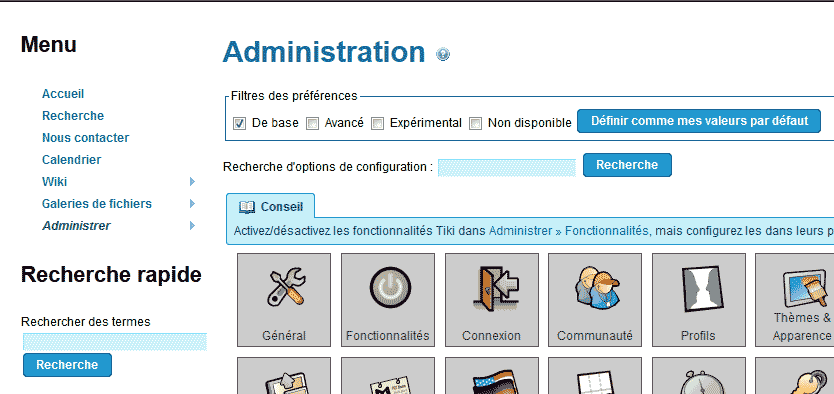 Menu
Accueil
Recherche
Nous contacter
Calendrier
Wiki
Galeries de fichiers
Administrer
Recherche rapide
Rechercher des termes
Recherche
Administration
Filtres des préférences
De base Avancé Expérimental Non disponible Définir comme mes valeurs par défaut
Recherche d'options de configuration : Recherche
Conseil
Activez/désactivez les fonctionnalités Tiki dans Administrer » Fonctionnalités, mais configurez les dans leurs p
Général Fonctionnalités Connexion Communauté Profils Thèmes &
Apparence